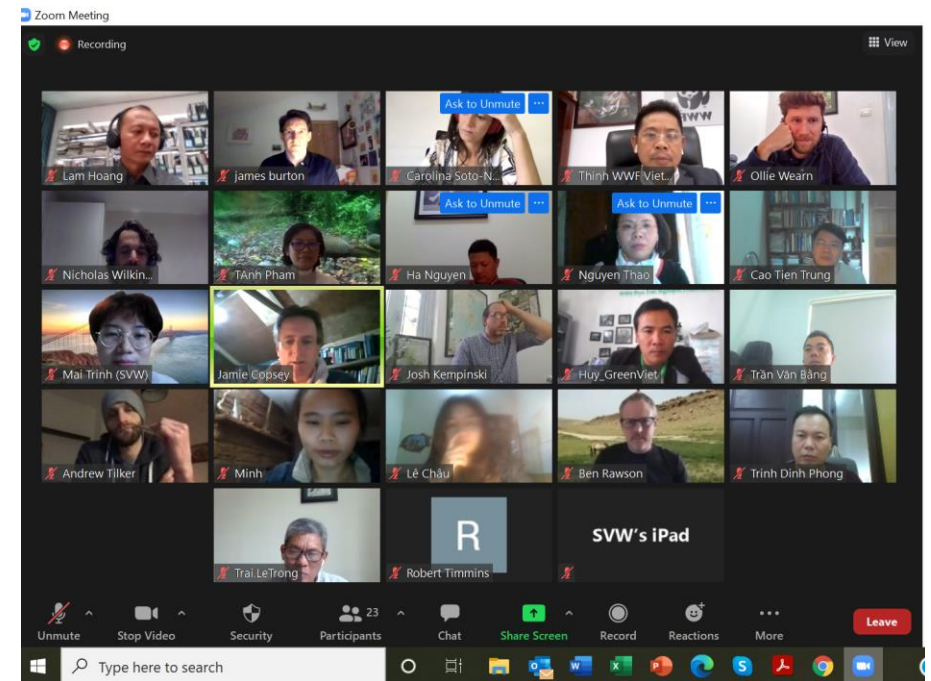 Zoom Meeting
Recording
View
Ask to Unmute ...
Lam Hoang
james burton
Carolina Soto-N...
Thinh WWF Viet...
Ollie Wearn
WWF
Ask to Unmute ...
Ask to Unmute ...
Nicholas Wilkin...
TAnh Pham
Ha Nguyen
Nguyen Thao
Cao Tien Trung
Mai Trinh (SVW)
Jamie Copsey
Josh Kempinski
Huy_GreenViet
Trần Văn Bằng
Andrew Tilker
Minh
Lê Châu
Ben Rawson
Trinh Dinh Phong
R
SVW's iPad
Trai.LeTrong
Robert Timmins
23
Unmute
Stop Video
Security
Participants
Chat
Share Screen
Record
Reactions
More
Leave
Type here to search